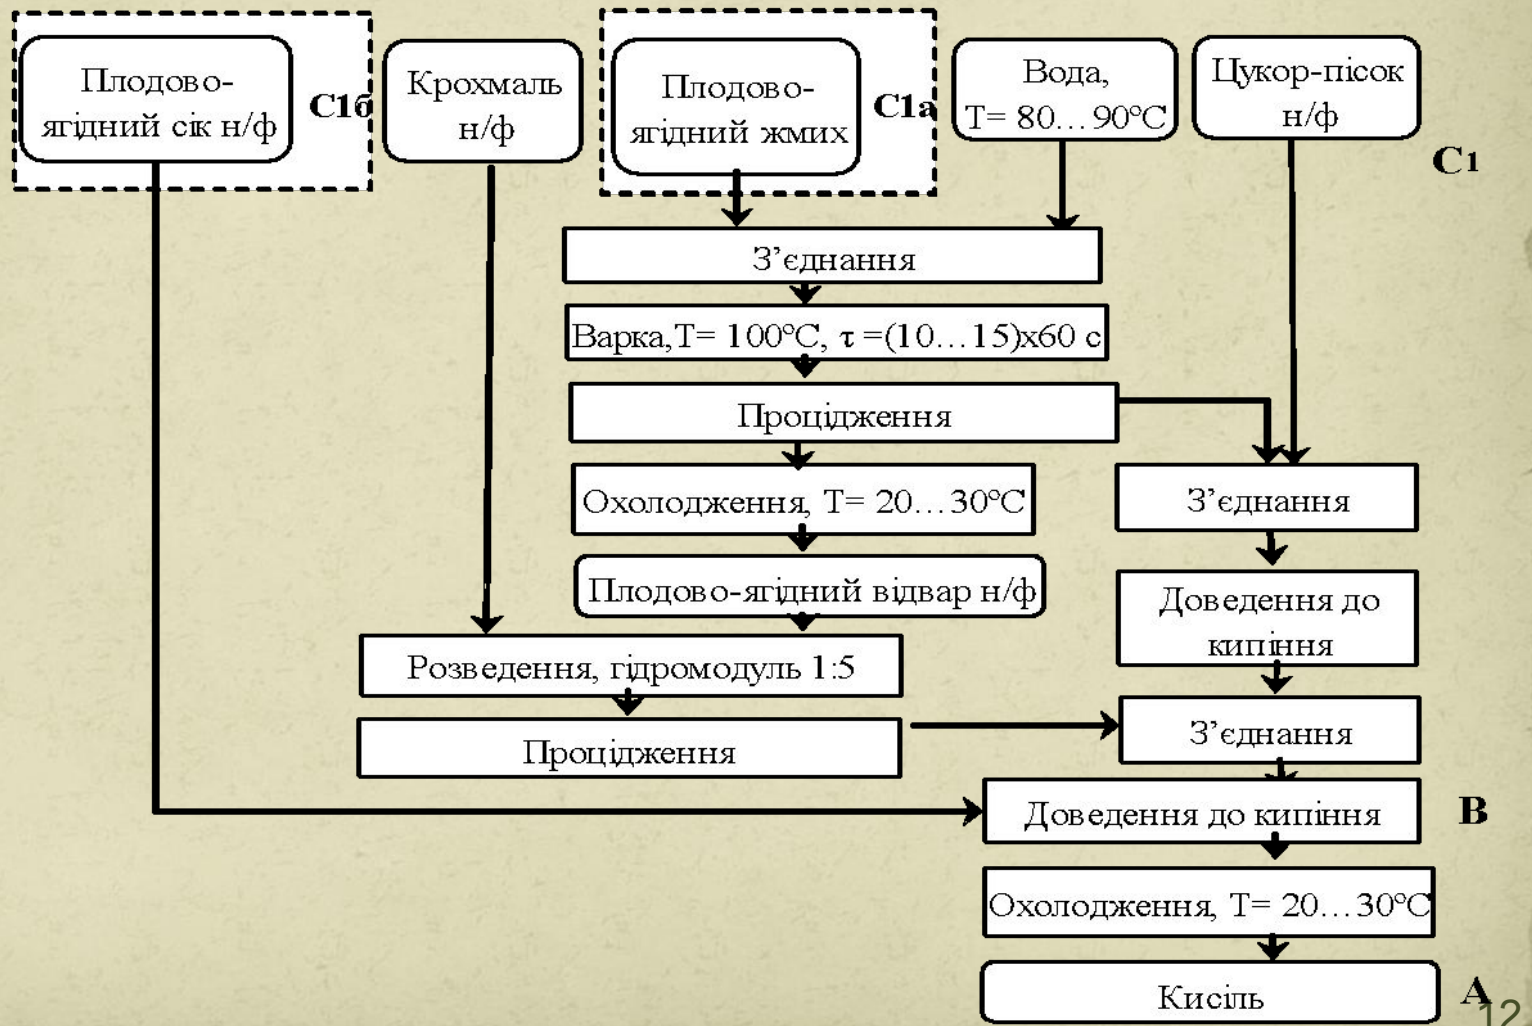 Плодово-
ягідний сік н/ф
С1б
Крохмаль
н/ф
Плодово-
ягідний жмих
С1а
Вода,
Т= 80...90°С
Цукор-пісок
н/ф
С1
З’єднання
Варка,Т= 100°С, τ =(10...15)х60 с
Процідження
Охолодження, Т= 20...30°С
З’єднання
Плодово-ягідний відвар н/ф
Доведення до
кипіння
Розведення, гідромодуль 1:5
Процідження
З’єднання
Доведення до кипіння
В
Охолодження, Т= 20...30°С
Кисіль
А
12